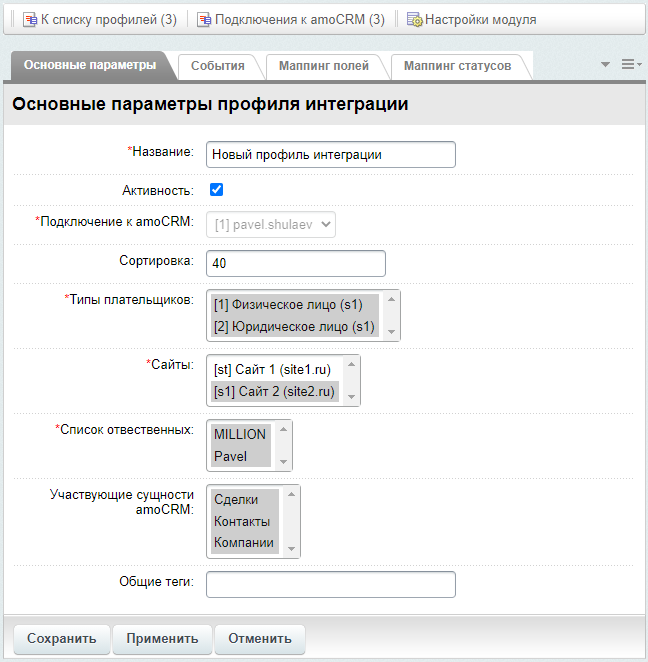 К списку профилей (3) Подключения к amoCRM (3) Настройки модуля
Основные параметры События Маппинг полей Маппинг статусов
Основные параметры профиля интеграции
*Название: Новый профиль интеграции
Активность:
*Подключение к amoCRM: [1] pavel.shulaev
Сортировка: 40
*Типы плательщиков: [1] Физическое лицо (s1)
[2] Юридическое лицо (s1)
*Сайты: [st] Сайт 1 (site1.ru)
[s1] Сайт 2 (site2.ru)
*Список отвественных: MILLION
Pavel
Участвующие сущности
amoCRM:
Сделки
Контакты
Компании
Общие теги:
Сохранить Применить Отменить